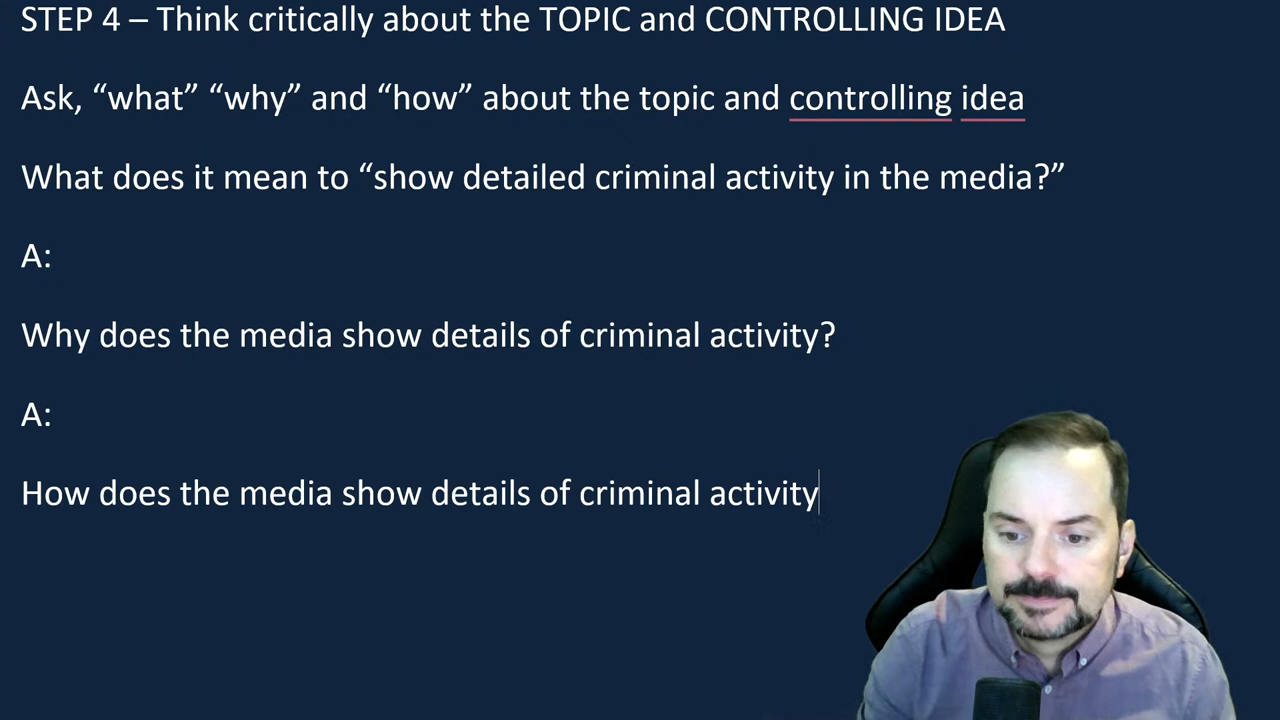 STEP 4 – Think critically about the TOPIC and CONTROLLING IDEA
Ask, “what” “why” and “how” about the topic and controlling idea
What does it mean to “show detailed criminal activity in the media?”
A:
Why does the media show details of criminal activity?
A:
How does the media show details of criminal activity